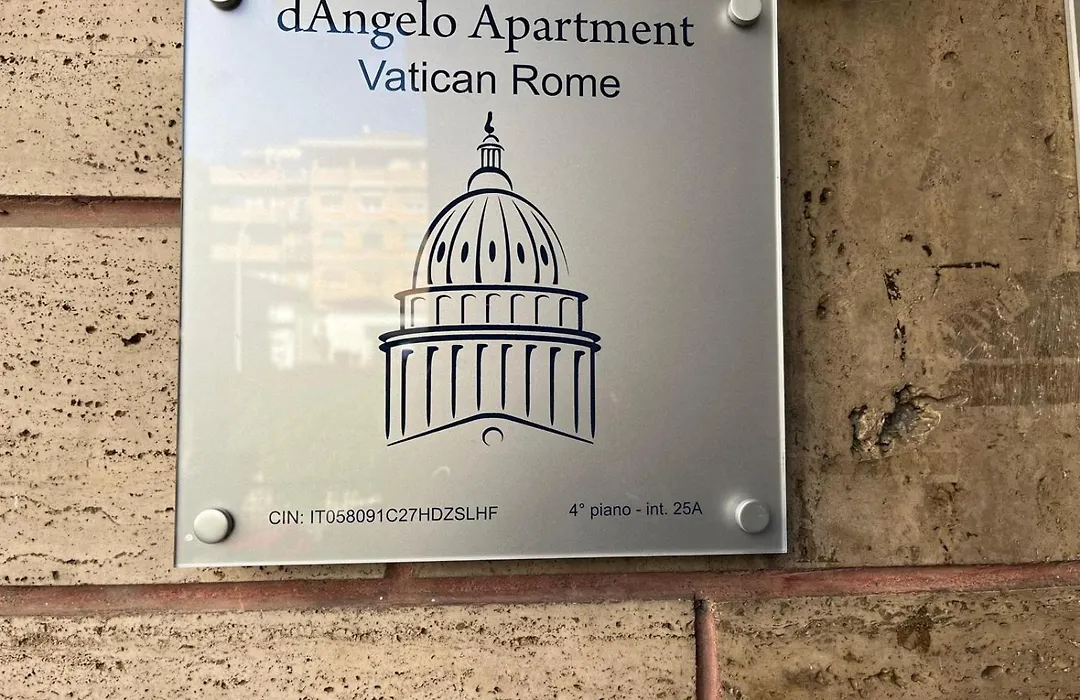 dAngelo Apartment
Vatican Rome
CIN: IT058091C27HDZSLHF
4° piano - int. 25A